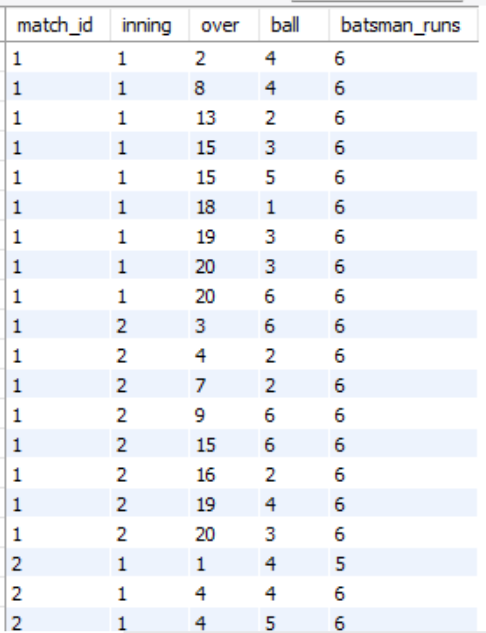 match_id inning over ball batsman_runs
1 1 2 4 6
1 1 8 4 6
1 1 13 2 6
1 1 15 3 6
1 1 15 5 6
1 1 18 1 6
1 1 19 3 6
1 1 20 3 6
1 1 20 6 6
1 2 3 6 6
1 2 4 2 6
1 2 7 2 6
1 2 9 6 6
1 2 15 6 6
1 2 16 2 6
1 2 19 4 6
1 2 20 3 6
2 1 1 4 5
2 1 4 4 6
2 1 4 5 6